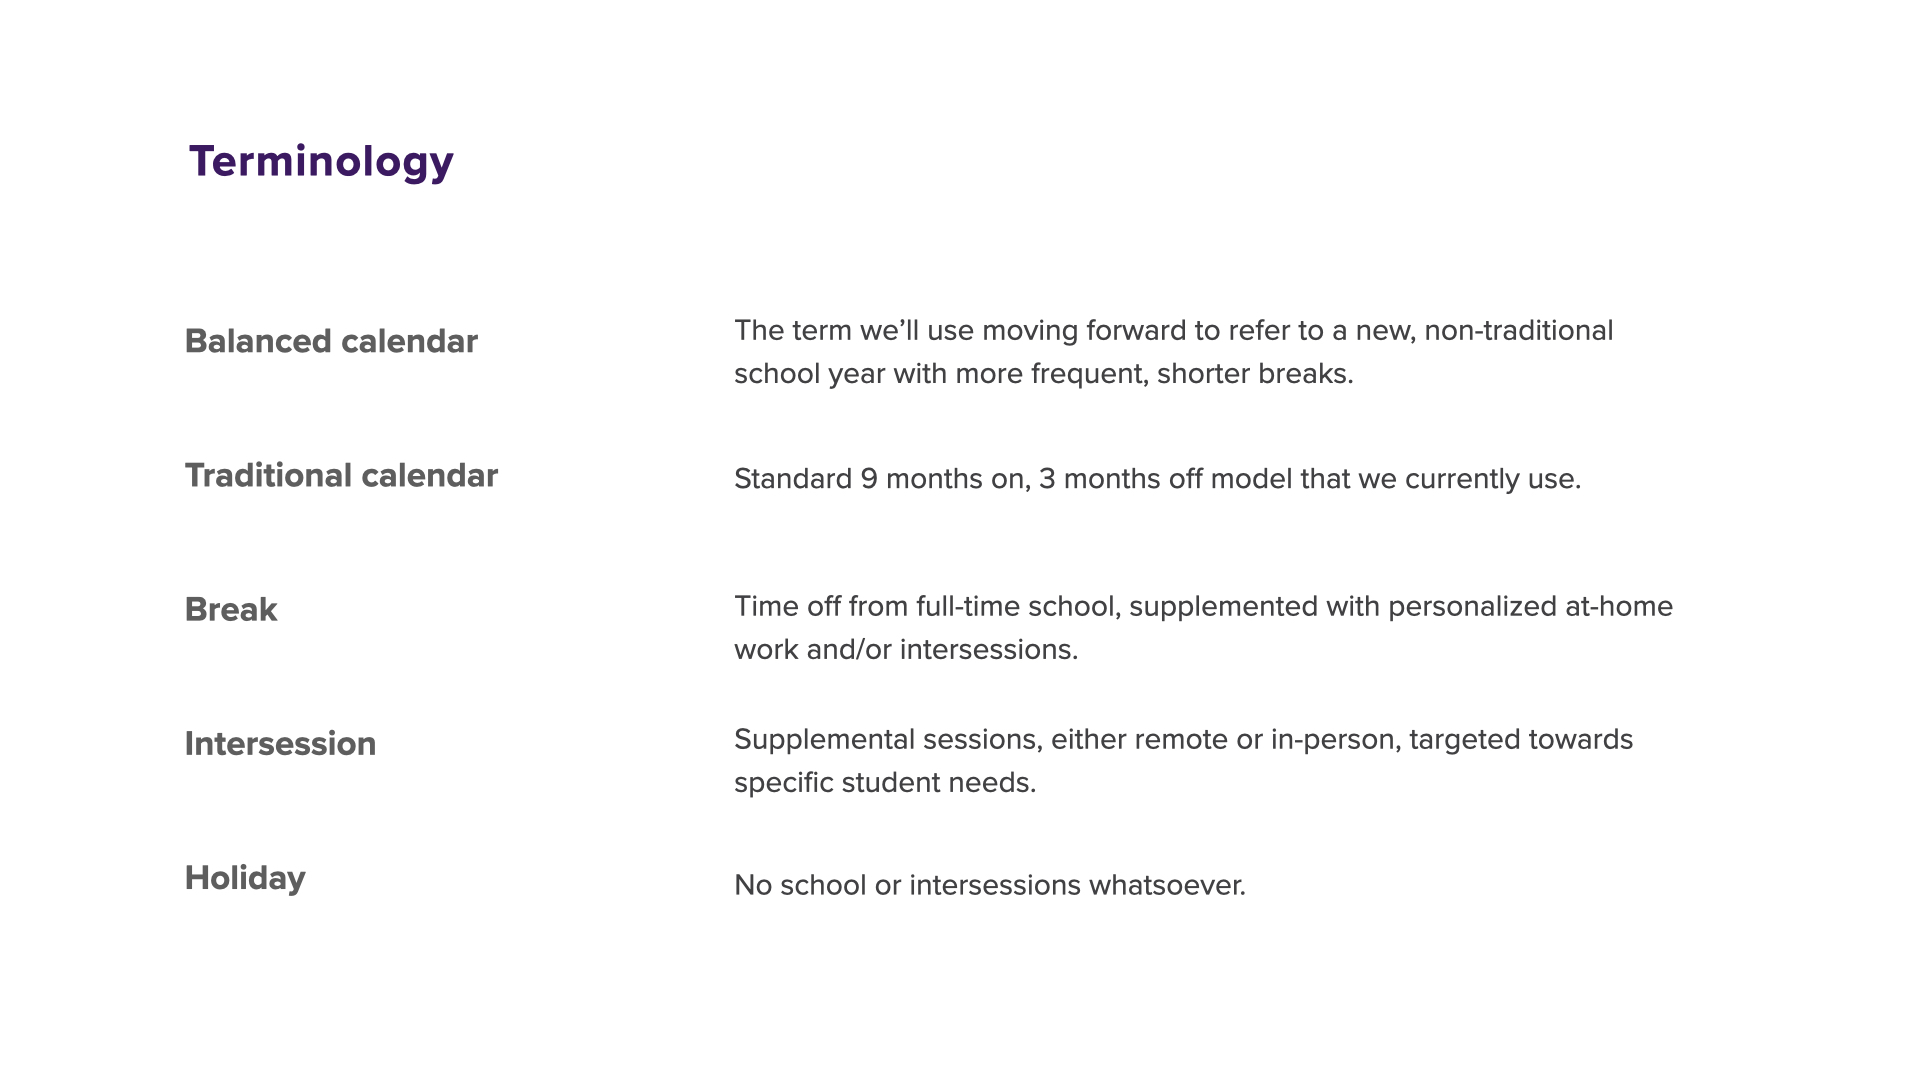 Terminology
Balanced calendar
The term we’ll use moving forward to refer to a new, non-traditional
school year with more frequent, shorter breaks.
Traditional calendar
Standard 9 months on, 3 months off model that we currently use.
Break
Time off from full-time school, supplemented with personalized at-home
work and/or intersessions.
Intersession
Supplemental sessions, either remote or in-person, targeted towards
specific student needs.
Holiday
No school or intersessions whatsoever.